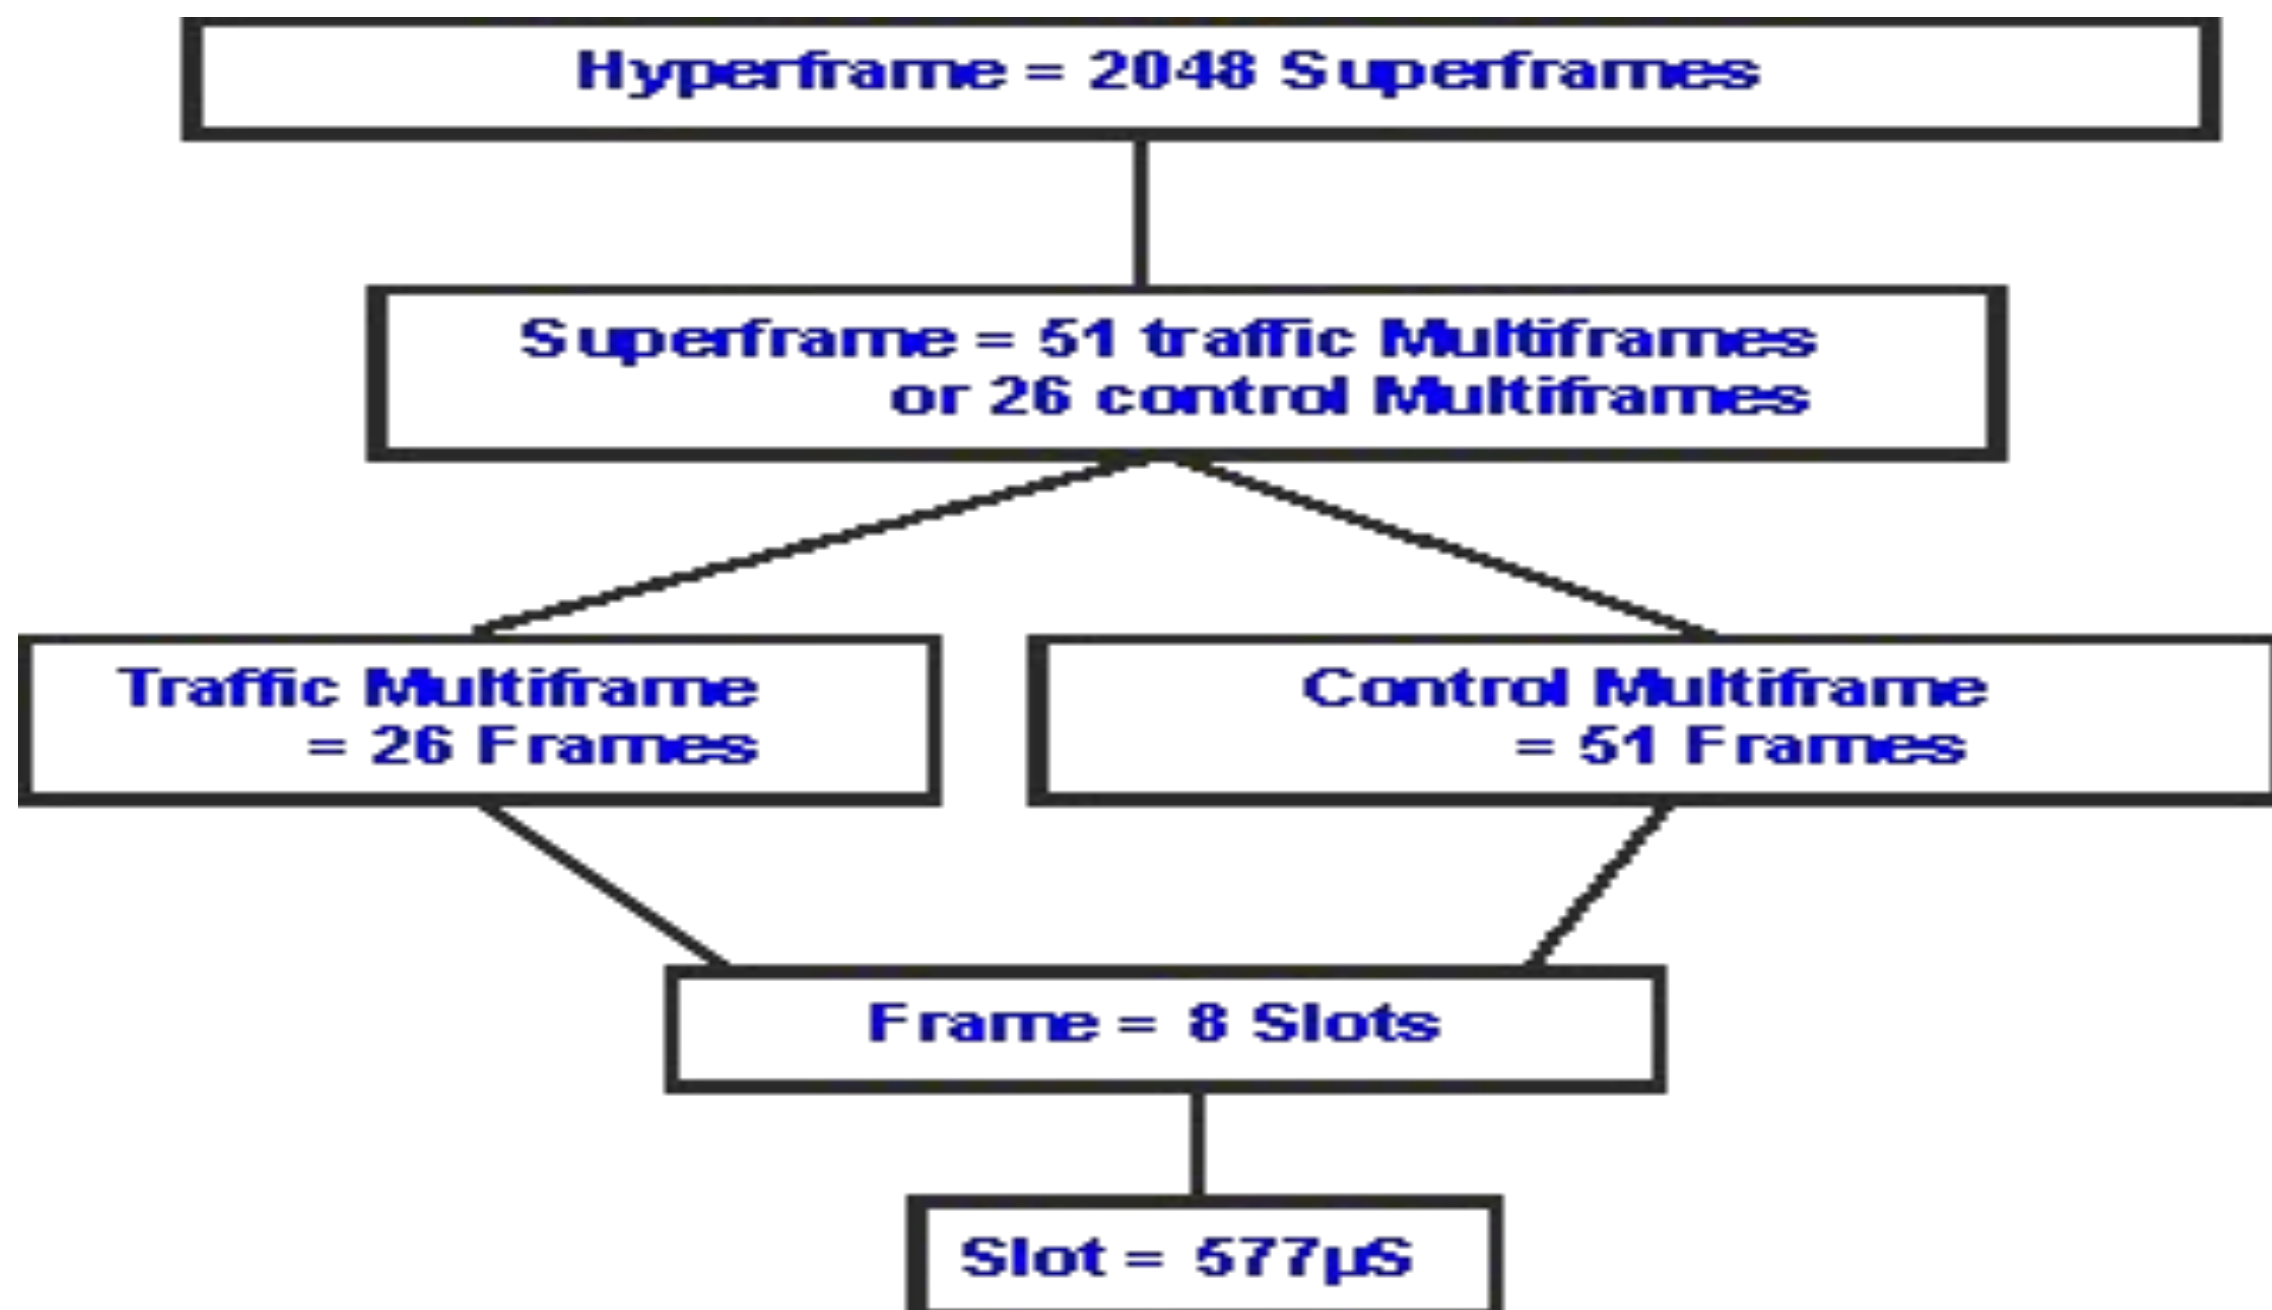 Hyperframe = 2048 Superframes
Superframe = 51 traffic Multiframes
or 26 control Multiframes
Traffic Multiframe
= 26 Frames
Control Multiframe
= 51 Frames
Frame = 8 Slots
Slot = 577µS